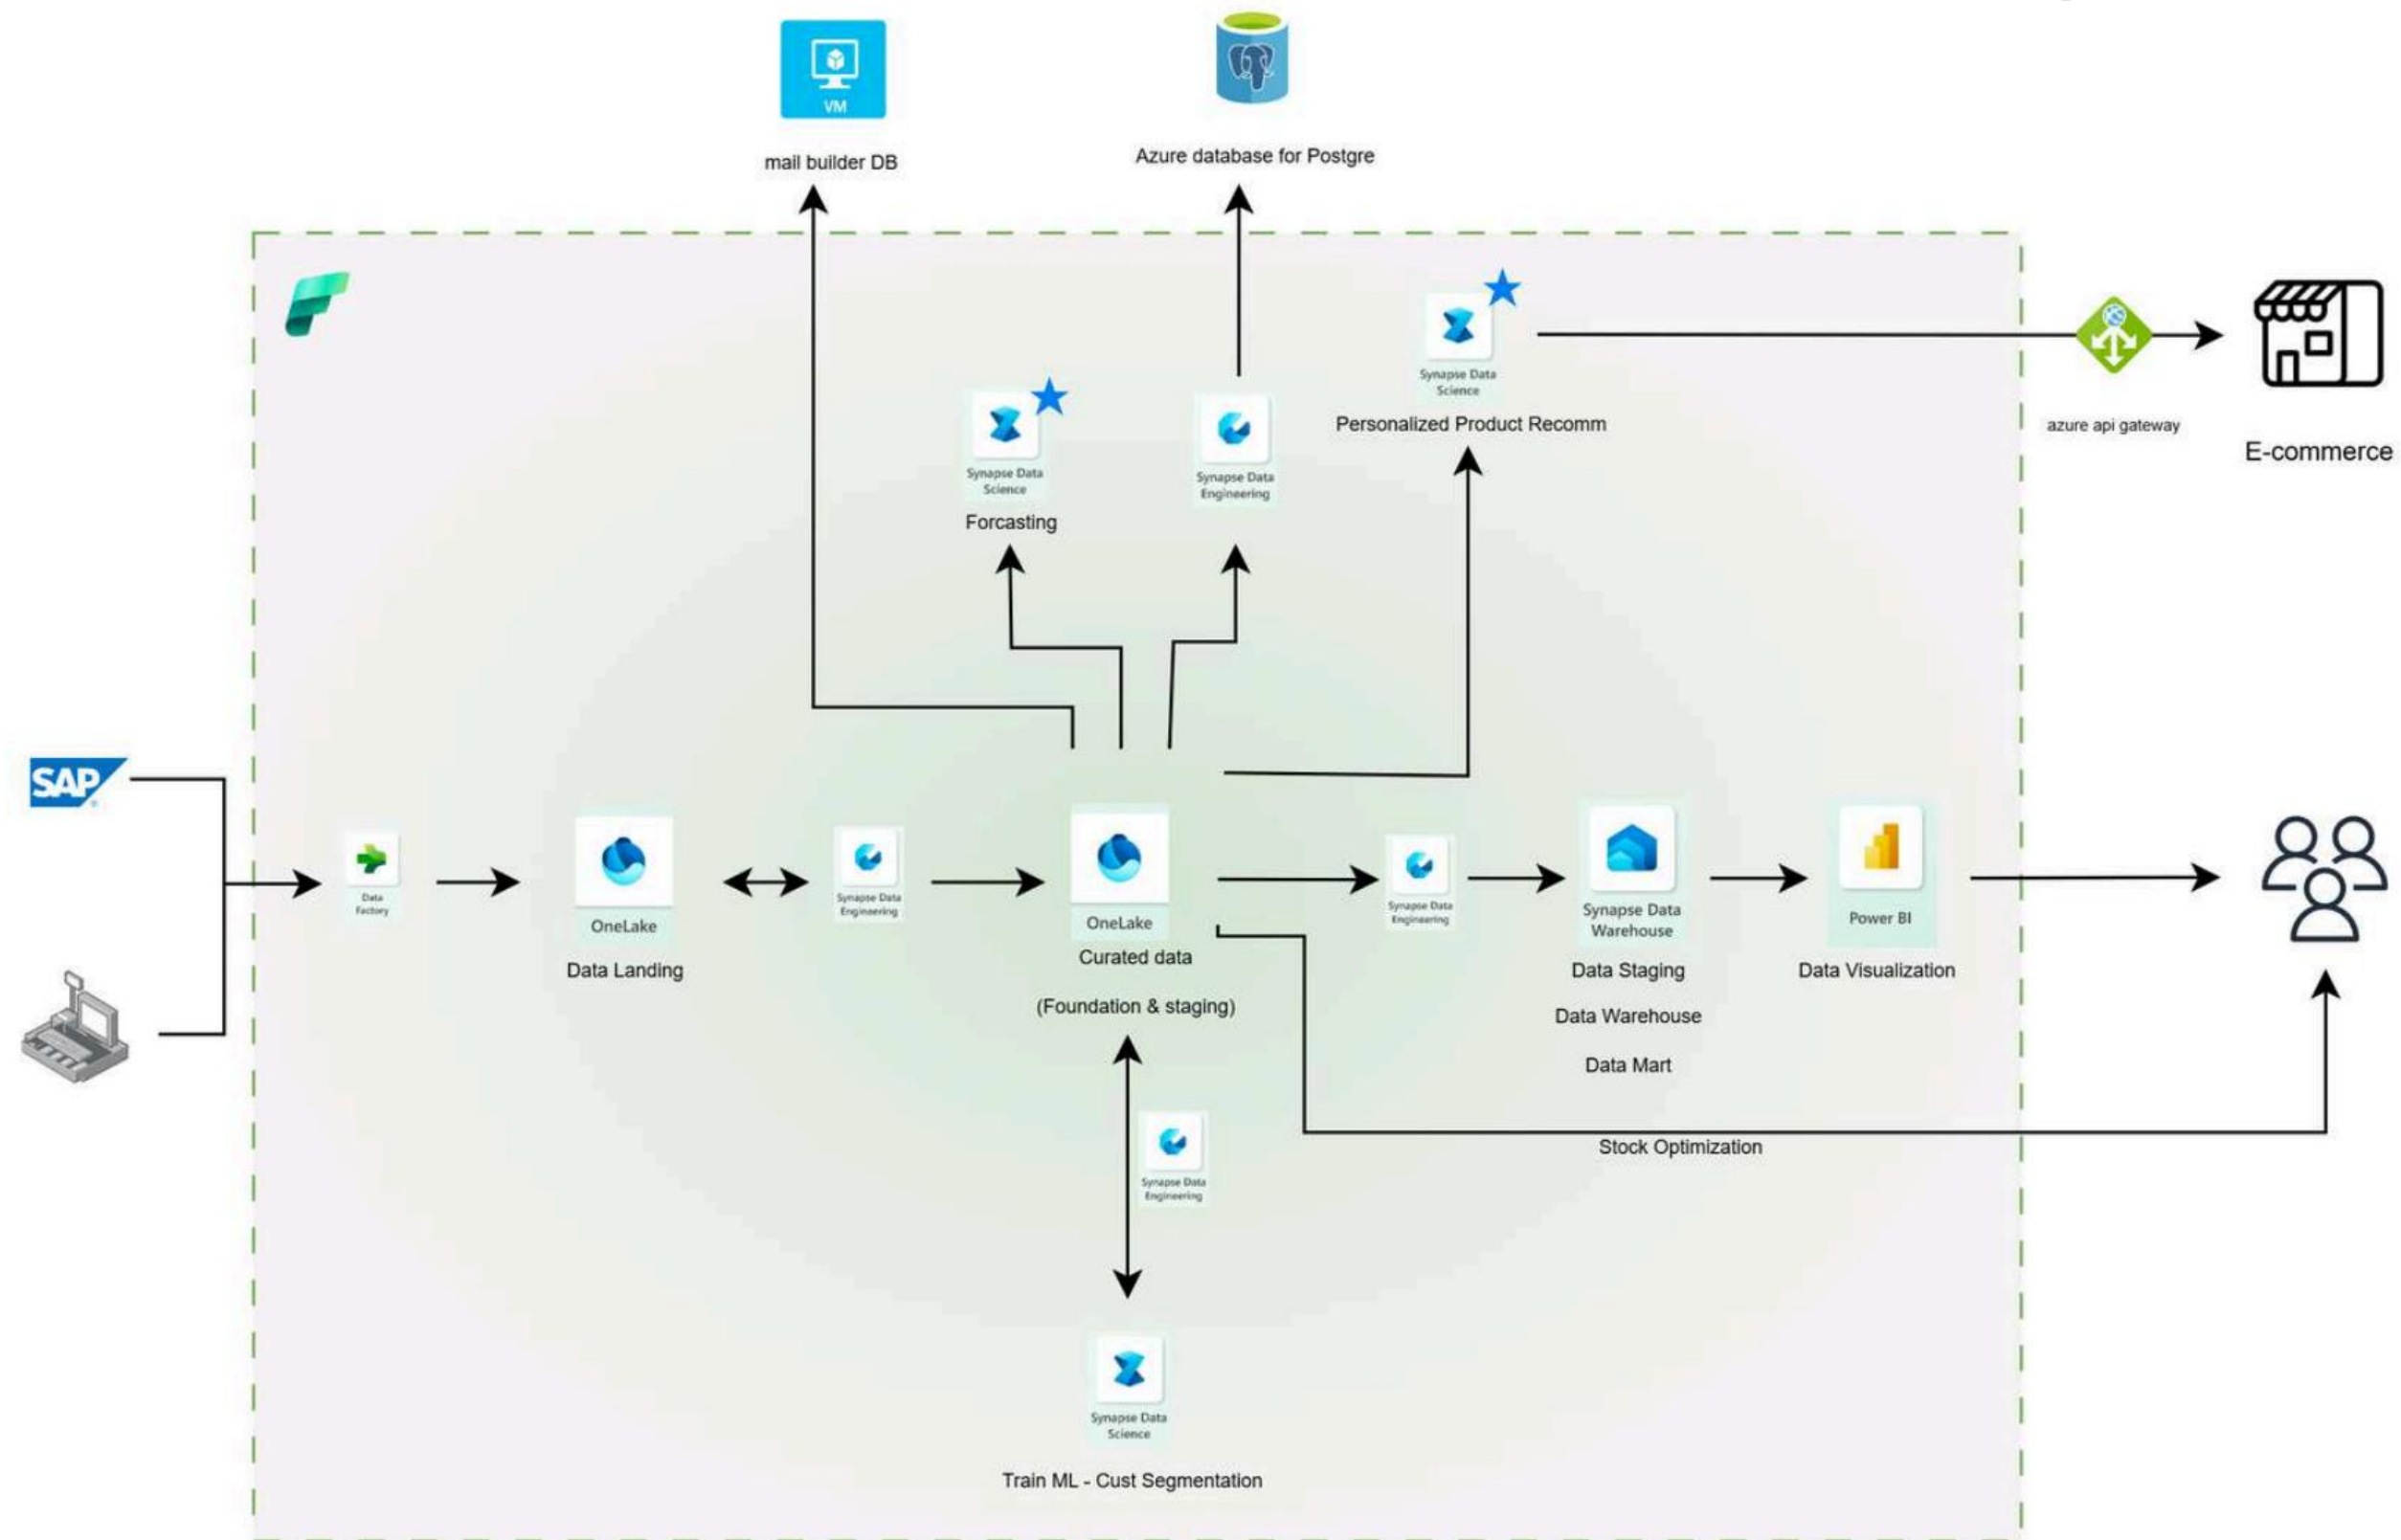 VM
mail builder DB
Azure database for Postgre
Synapse Data
Science
Personalized Product Recomm
azure api gateway
E-commerce
Synapse Data
Science
Forcasting
Synapse Data
Engineering
SAP
®
Data
Factory
OneLake
Data Landing
Synapse Data
Engineering
OneLake
Curated data
(Foundation & staging)
Synapse Data
Engineering
Synapse Data
Warehouse
Data Staging
Data Warehouse
Data Mart
Power BI
Data Visualization
Stock Optimization
Synapse Data
Engineering
Synapse Data
Science
Train ML - Cust Segmentation